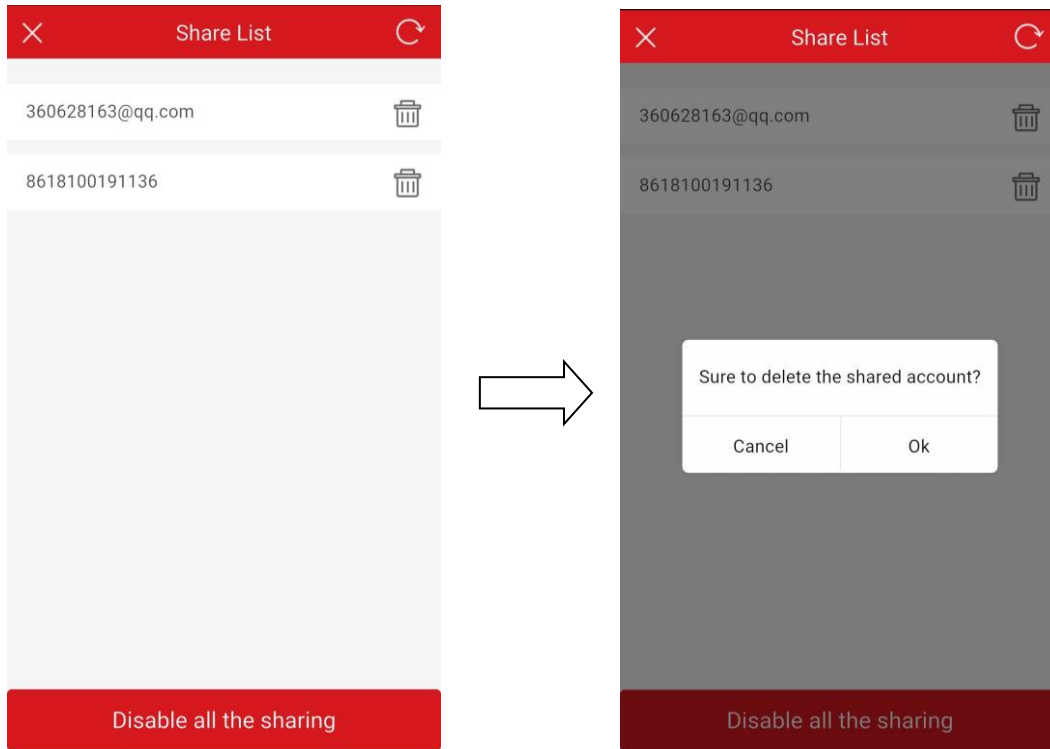 Share List
360628163@qq.com
8618100191136
Disable all the sharing
Share List
360628163@qq.com
8618100191136
Sure to delete the shared account?
Cancel
Ok
Disable all the sharing